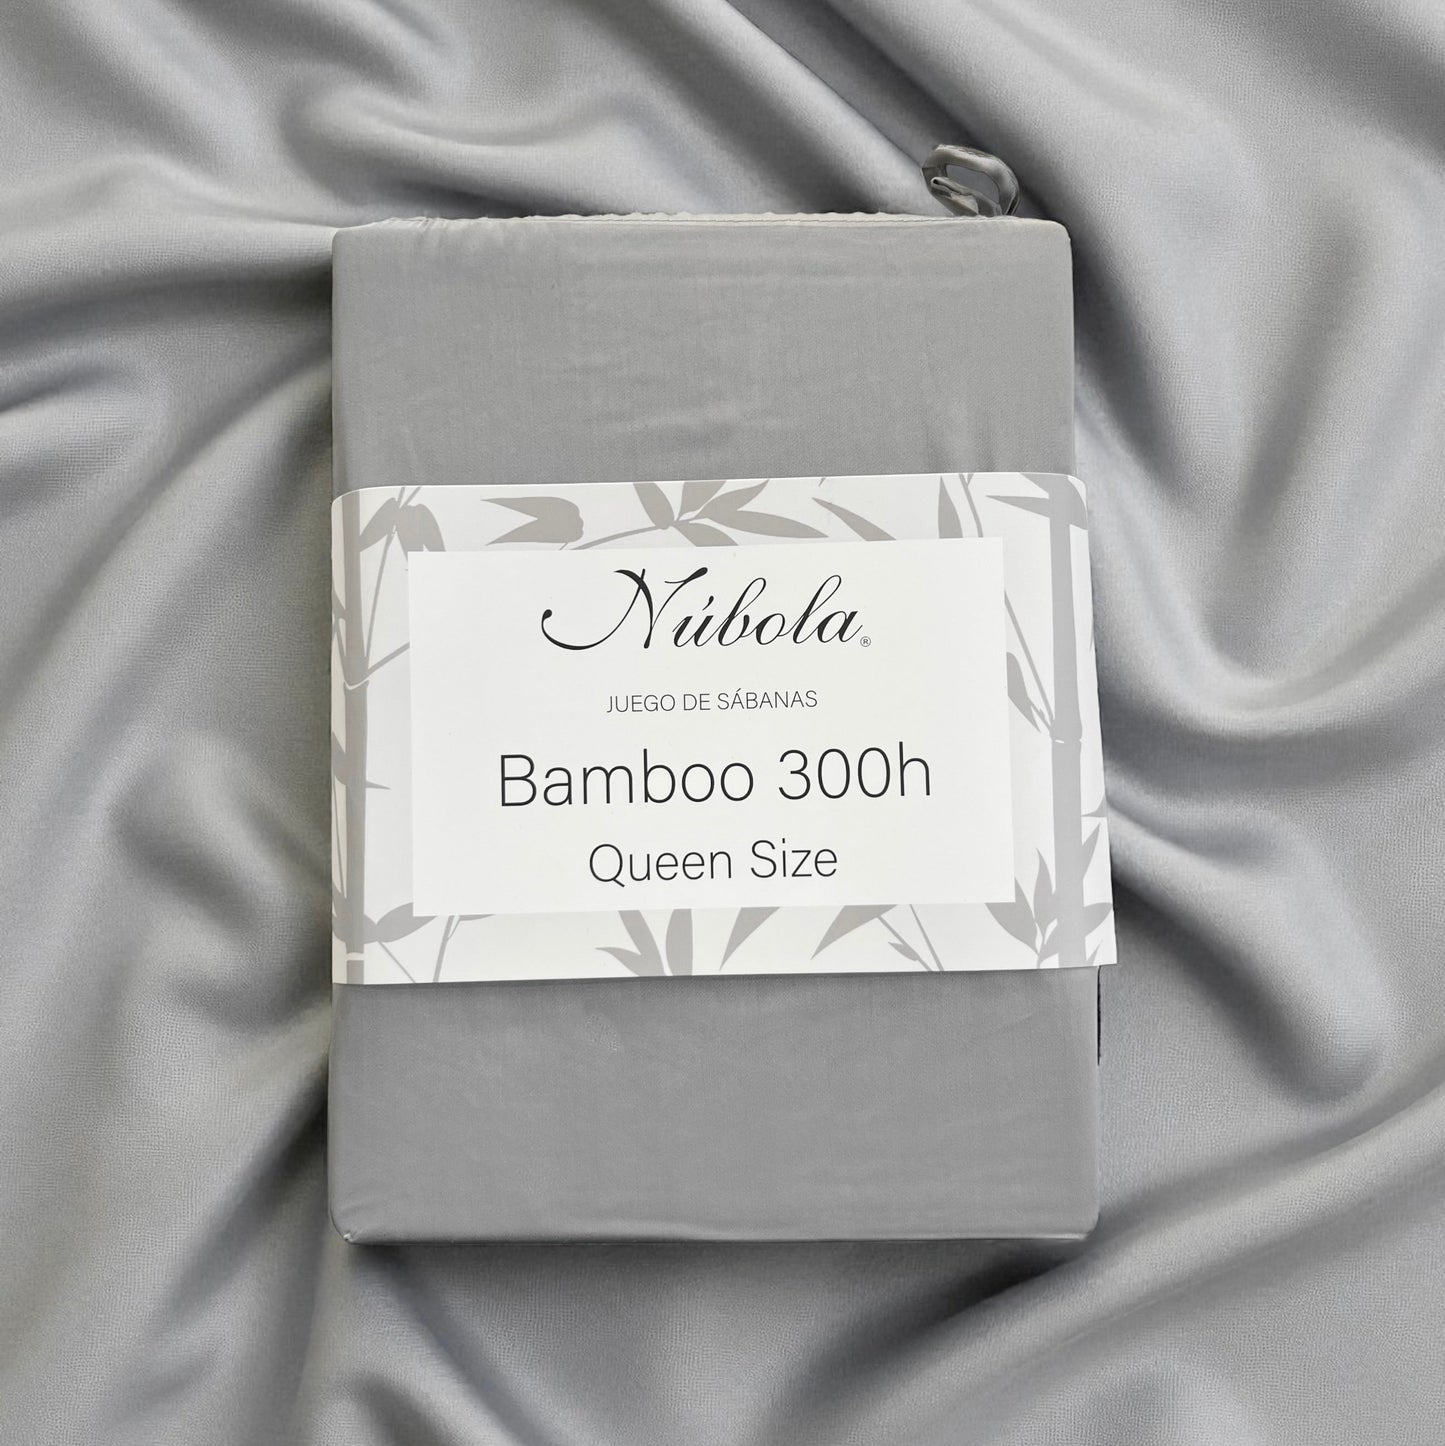 Núbola®
JUEGO DE SÁBANAS
Bamboo 300h
Queen Size